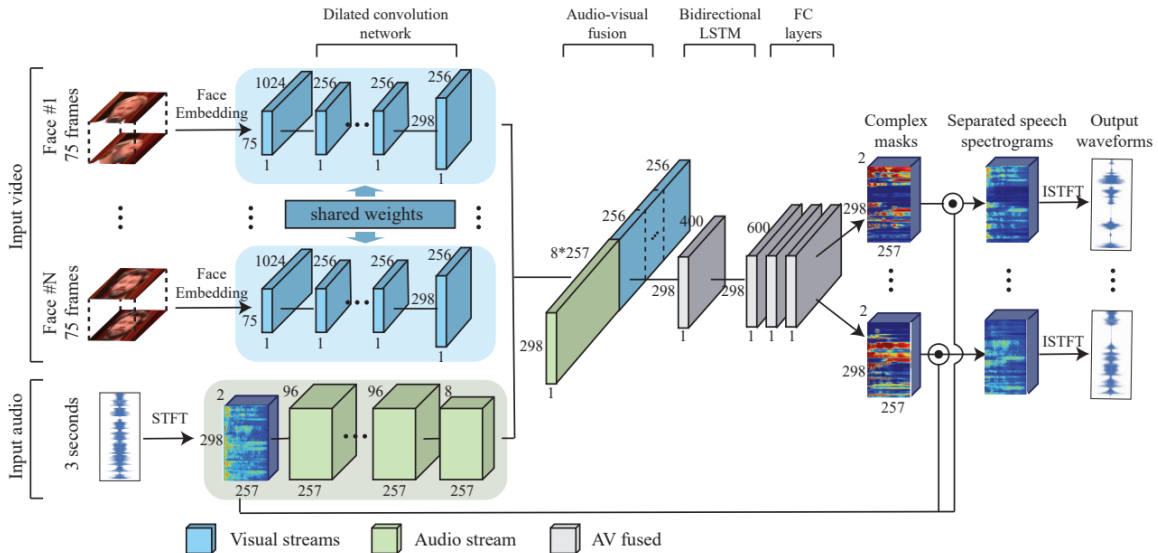 Dilated convolution
network
Audio-visual
fusion
Bidirectional
LSTM
FC
layers
Input video
Face #1
75 frames
Face
Embedding
1024
256
256
256
75
298
1
1
1
1
shared weights
Face #N
75 frames
Face
Embedding
1024
256
256
256
75
298
1
1
1
1
Input audio
3 seconds
STFT
2
96
96
8
298
257
257
257
257
8*257
256
256
298
1
400
298
1
600
298
1
1
1
Complex
masks
Separated speech
spectrograms
Output
waveforms
2
298
257
ISTFT
2
298
257
ISTFT
Visual streams
Audio stream
AV fused